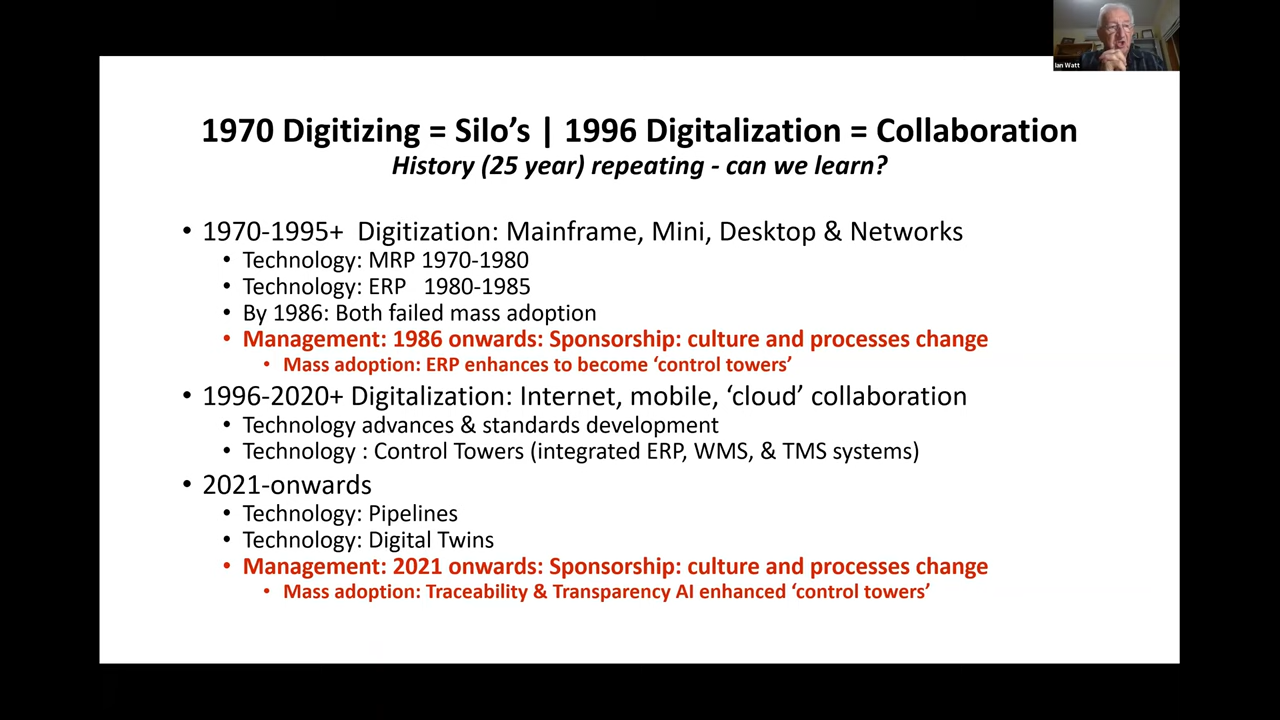 Ian Watt
1970 Digitizing = Silo's | 1996 Digitalization = Collaboration
History (25 year) repeating - can we learn?
• 1970-1995+ Digitization: Mainframe, Mini, Desktop & Networks
• Technology: MRP 1970-1980
• Technology: ERP 1980-1985
• By 1986: Both failed mass adoption
• Management: 1986 onwards: Sponsorship: culture and processes change
• Mass adoption: ERP enhances to become ‘control towers’
• 1996-2020+ Digitalization: Internet, mobile, ‘cloud’ collaboration
• Technology advances & standards development
• Technology : Control Towers (integrated ERP, WMS, & TMS systems)
• 2021-onwards
• Technology: Pipelines
• Technology: Digital Twins
• Management: 2021 onwards: Sponsorship: culture and processes change
• Mass adoption: Traceability & Transparency AI enhanced ‘control towers’